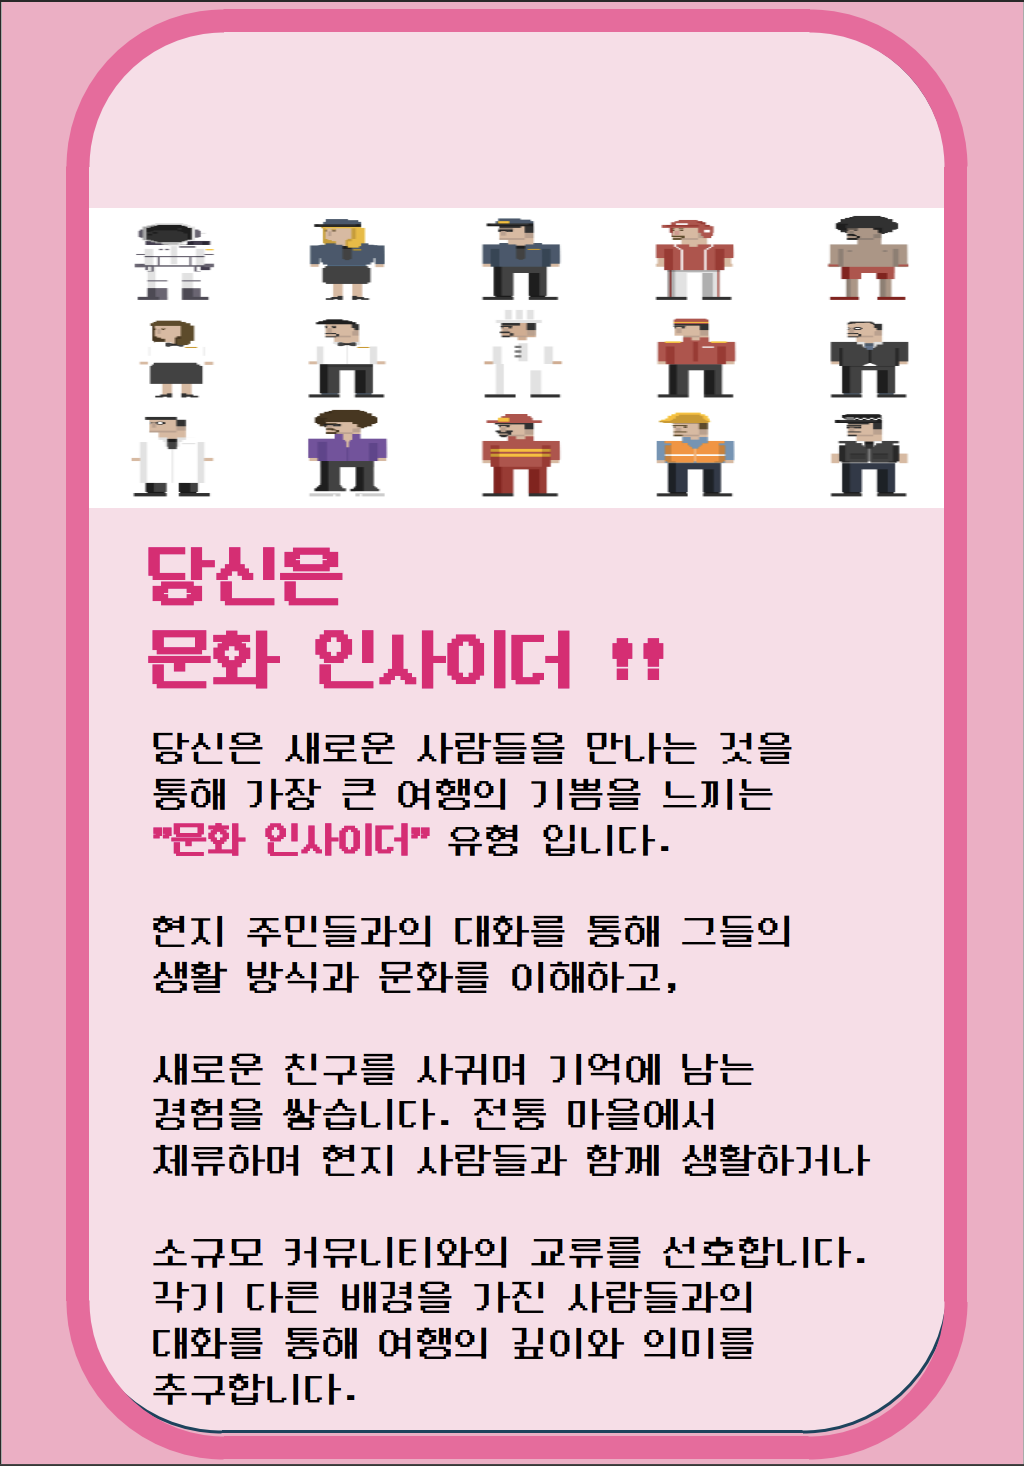 당신은
문화 인사이더 !!
당신은 새로운 사람들을 만나는 것을
통해 가장 큰 여행의 기쁨을 느끼는
"문화 인사이더" 유형 입니다.
현지 주민들과의 대화를 통해 그들의
생활 방식과 문화를 이해하고,
새로운 친구를 사귀며 기억에 남는
경험을 쌓습니다. 전통 마을에서
체류하며 현지 사람들과 함께 생활하거나
소규모 커뮤니티와의 교류를 선호합니다.
각기 다른 배경을 가진 사람들과의
대화를 통해 여행의 깊이와 의미를
추구합니다.